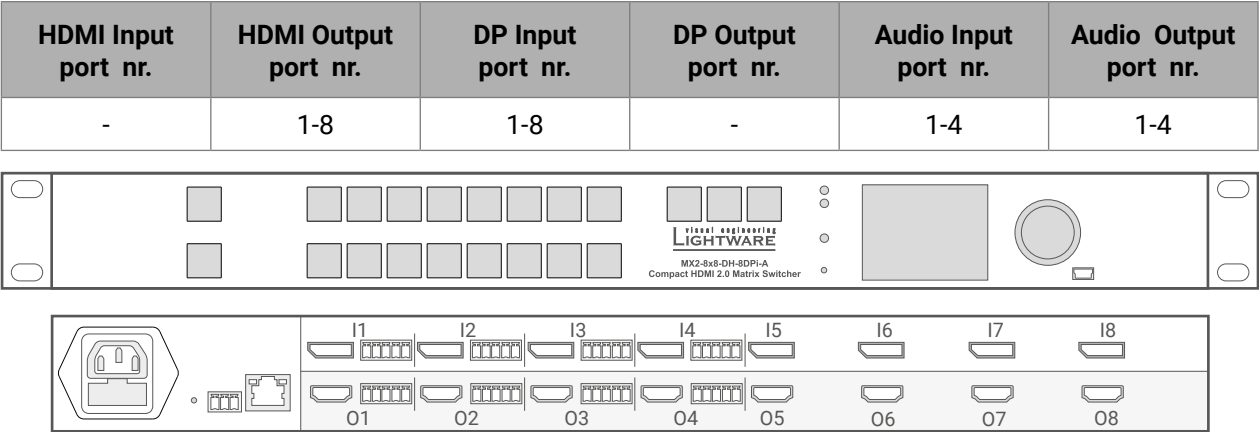 HDMI Input port nr. HDMI Output port nr. DP Input port nr. DP Output port nr. Audio Input port nr. Audio Output port nr.
- 1-8 1-8 - 1-4 1-4
visual engineering
LIGHTWARE
MX2-8x8-DH-8DPi-A
Compact HDMI 2.0 Matrix Switcher
I1 I2 I3 I4 I5 I6 I7 I8
O1 O2 O3 O4 O5 O6 O7 O8